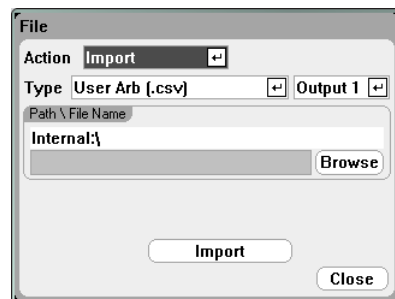 File
Action Import
Type User Arb (.csv) Output 1
Path \ File Name
Internal:\
Browse
Import
Close